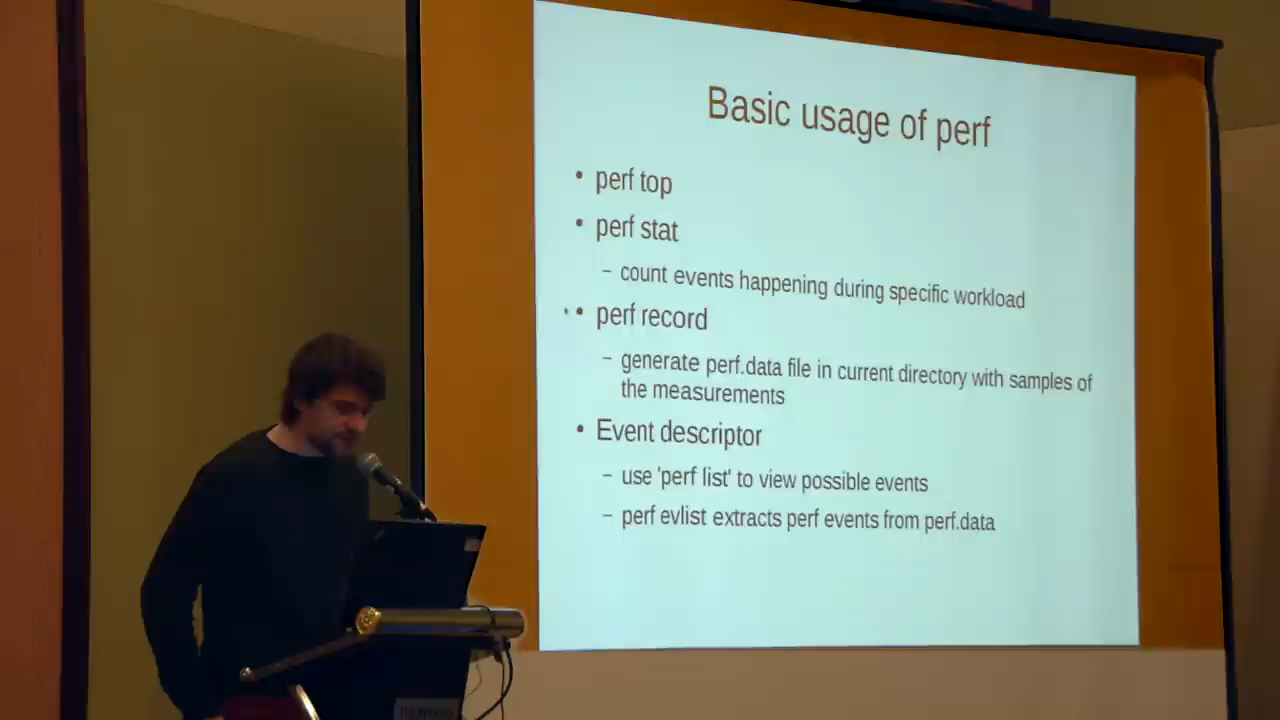 Basic usage of perf
• perf top
• perf stat
– count events happening during specific workload
• perf record
– generate perf.data file in current directory with samples of
the measurements
• Event descriptor
– use 'perf list' to view possible events
– perf evlist extracts perf events from perf.data